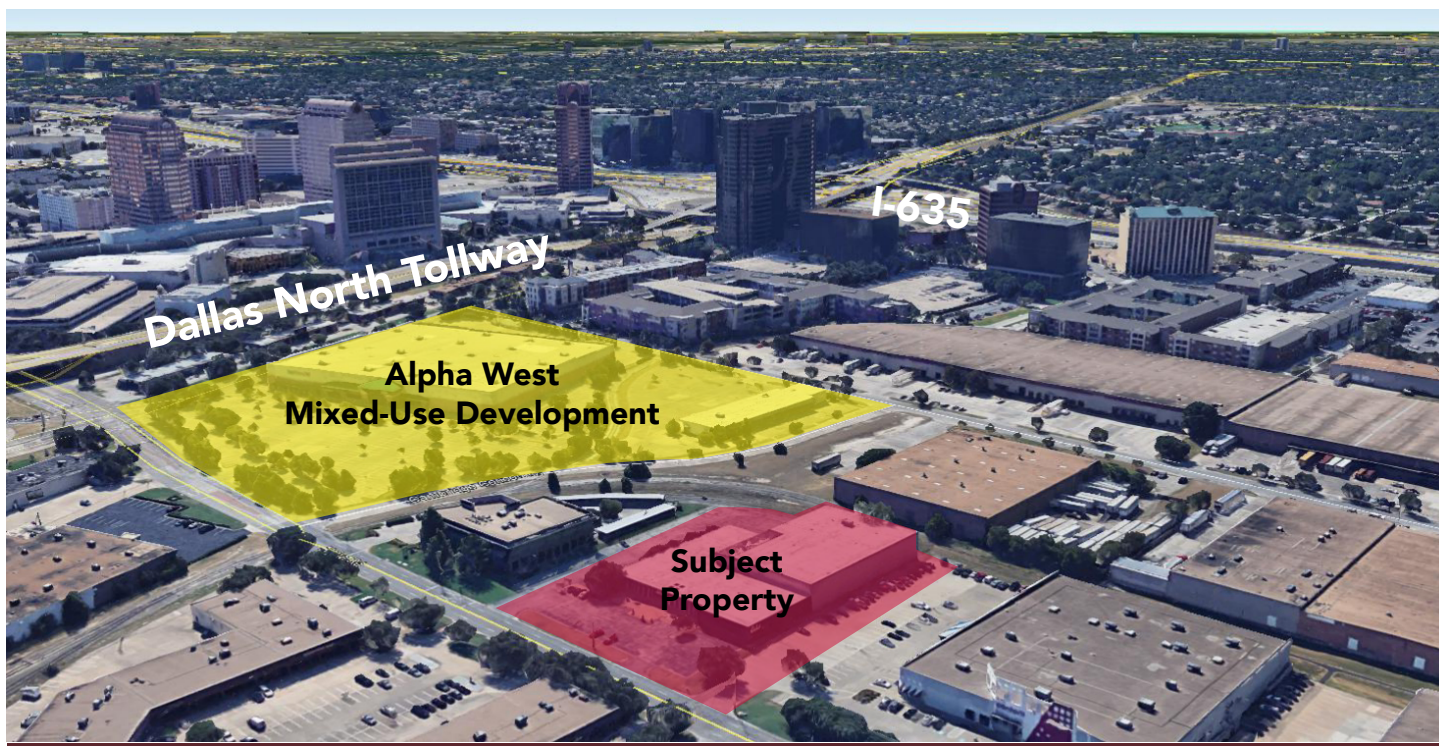 I-635
Dallas North Tollway
Alpha West
Mixed-Use Development
Subject
Property